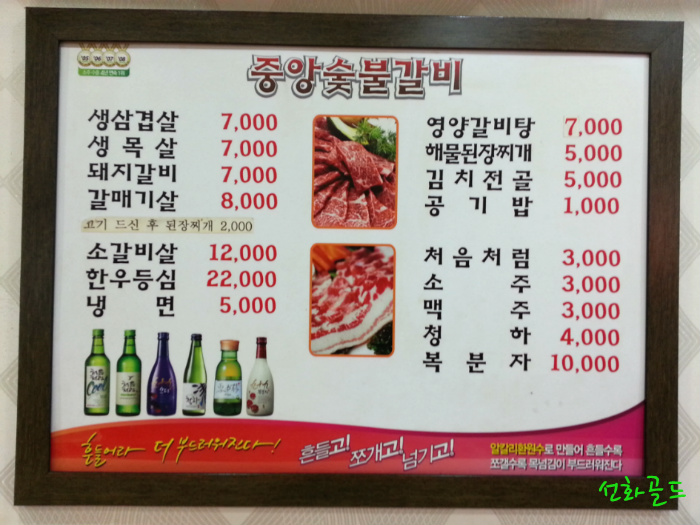 중앙숯불갈비
생삼겹살 7,000
생목살 7,000
돼지갈비 7,000
갈매기살 8,000
고기 드신 후 된장찌개 2,000
소갈비살 12,000
한우등심 22,000
냉면 5,000
영양갈비탕 7,000
해물된장찌개 5,000
김치전골 5,000
공기밥 1,000
처음처럼 3,000
소주 3,000
맥주 3,000
청하 4,000
복분자 10,000
흔들어라 더 부드러워진다!
흔들고! 쪼개고! 넘기고!
알칼리환원수로 만들어 흔들수록
쪼갤수록 목넘김이 부드러워진다
선화골드